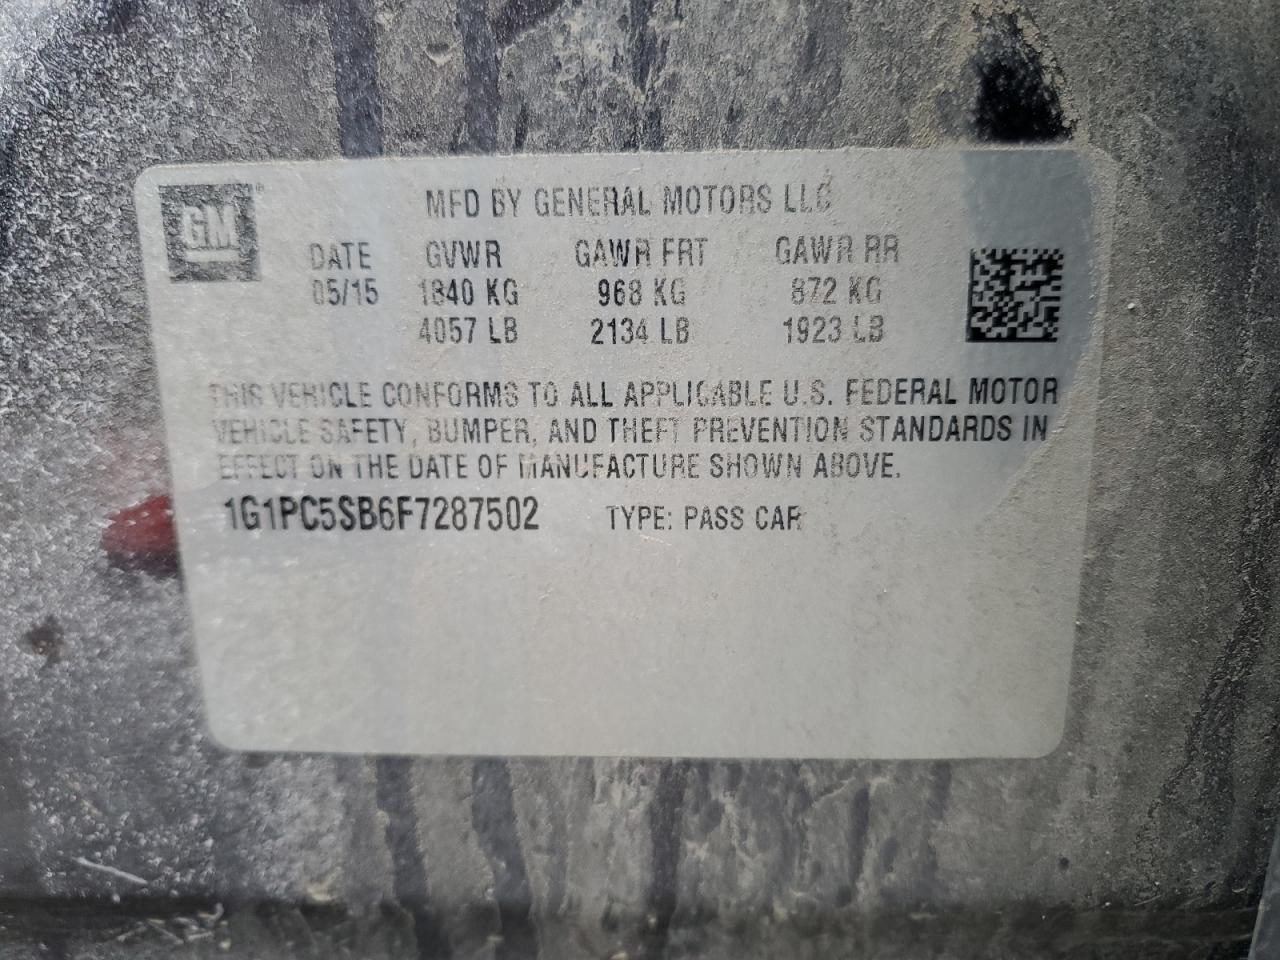 GM
MFD BY GENERAL MOTORS LLC
DATE GVWR GAWR FRT GAWR RR
05/15 1840 KG 968 KG 872 KG
4057 LB 2134 LB 1923 LB
THIS VEHICLE CONFORMS TO ALL APPLICABLE U.S. FEDERAL MOTOR
VEHICLE SAFETY, BUMPER, AND THEFT PREVENTION STANDARDS IN
EFFECT ON THE DATE OF MANUFACTURE SHOWN ABOVE.
1G1PC5SB6F7287502 TYPE: PASS CAR